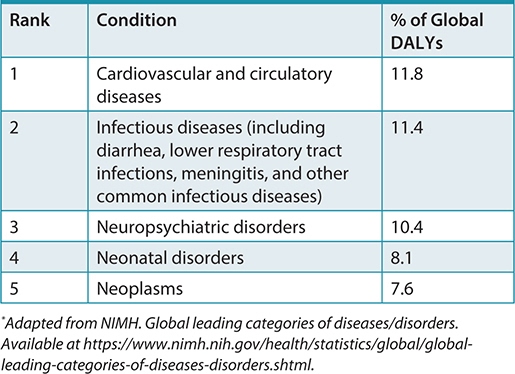 Rank Condition % of Global
DALYs
1 Cardiovascular and circulatory 11.8
diseases
2 Infectious diseases (including 11.4
diarrhea, lower respiratory tract
infections, meningitis, and other
common infectious diseases)
3 Neuropsychiatric disorders 10.4
4 Neonatal disorders 8.1
5 Neoplasms 7.6
*Adapted from NIMH. Global leading categories of diseases/disorders.
Available at https://www.nimh.nih.gov/health/statistics/global/global-
leading-categories-of-diseases-disorders.shtml.